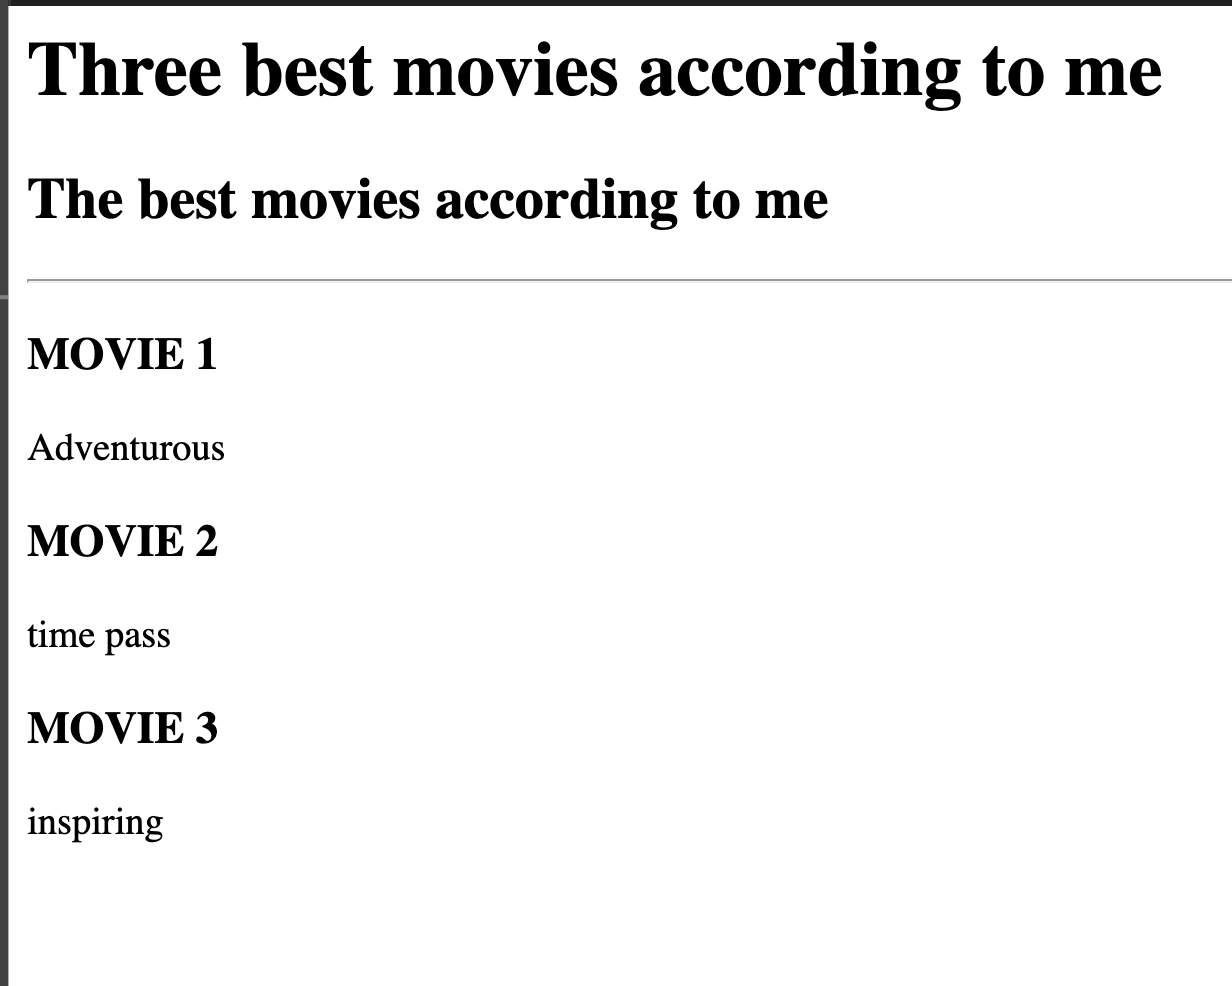 Three best movies according to me
The best movies according to me
MOVIE 1
Adventurous
MOVIE 2
time pass
MOVIE 3
inspiring